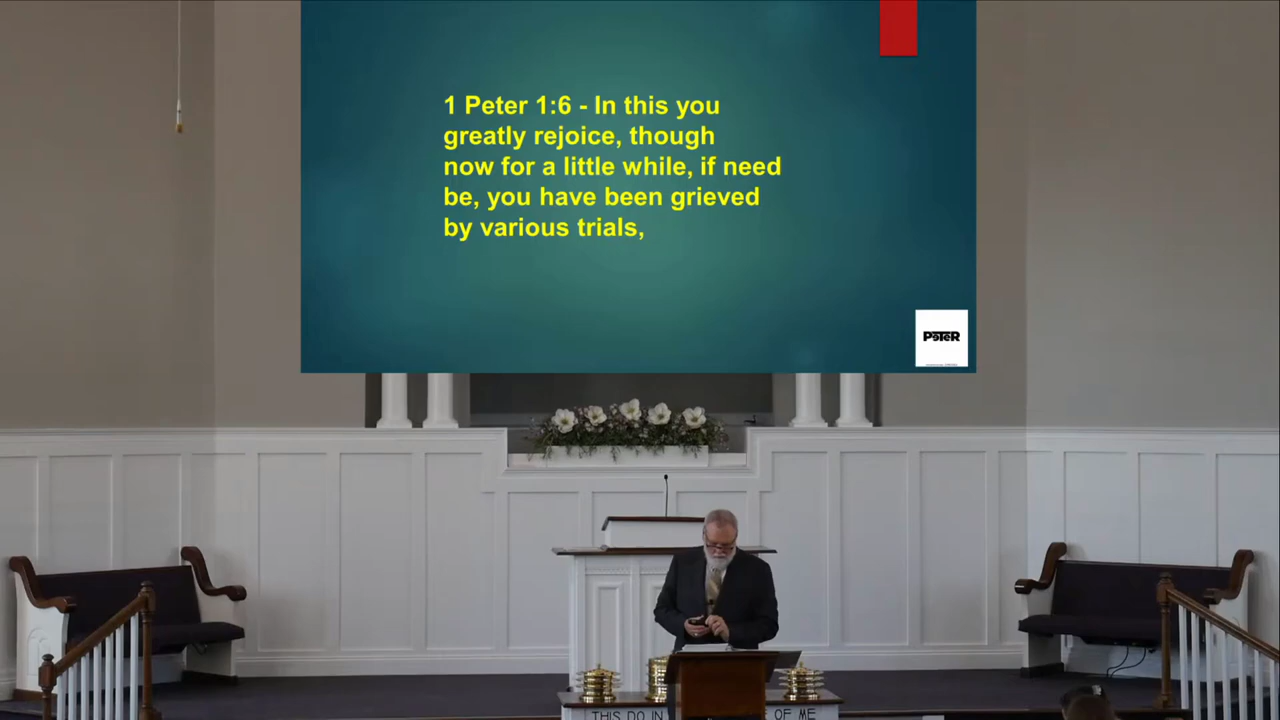 1 Peter 1:6 - In this you
greatly rejoice, though
now for a little while, if need
be, you have been grieved
by various trials,
PeTeR
THIS DO IN OF ME